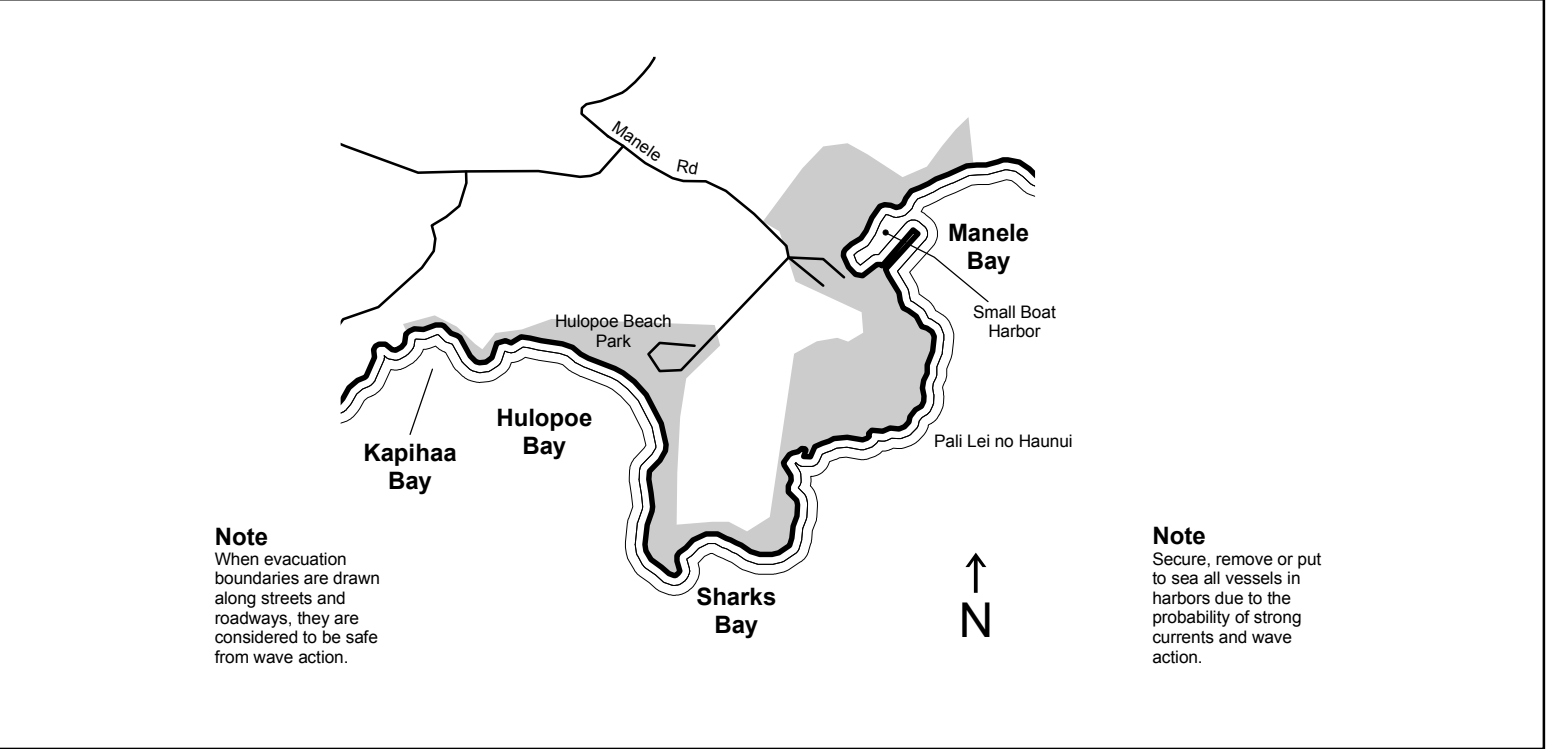 Manele Rd
Manele
Bay
Small Boat
Harbor
Hulopoe Beach
Park
Hulopoe
Bay
Kapihaa
Bay
Pali Lei no Haunui
Sharks
Bay
N
Note
When evacuation
boundaries are drawn
along streets and
roadways, they are
considered to be safe
from wave action.
Note
Secure, remove or put
to sea all vessels in
harbors due to the
probability of strong
currents and wave
action.